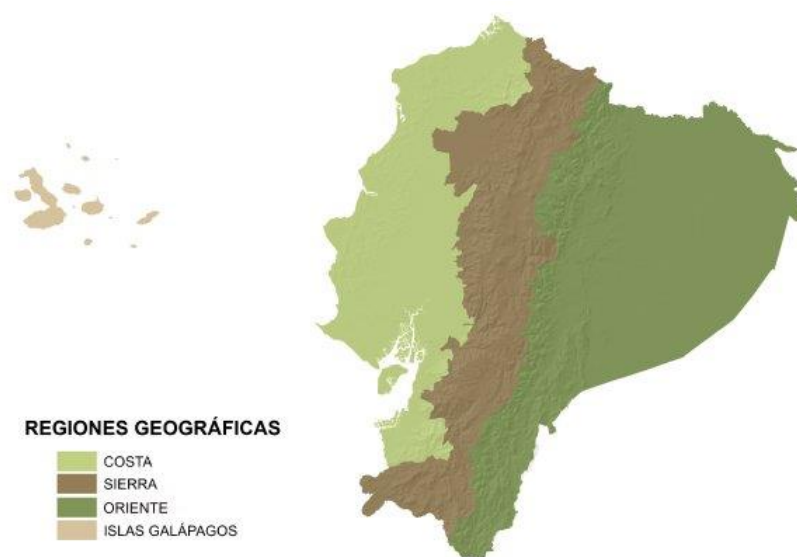 REGIONES GEOGRÁFICAS
COSTA
SIERRA
ORIENTE
ISLAS GALÁPAGOS